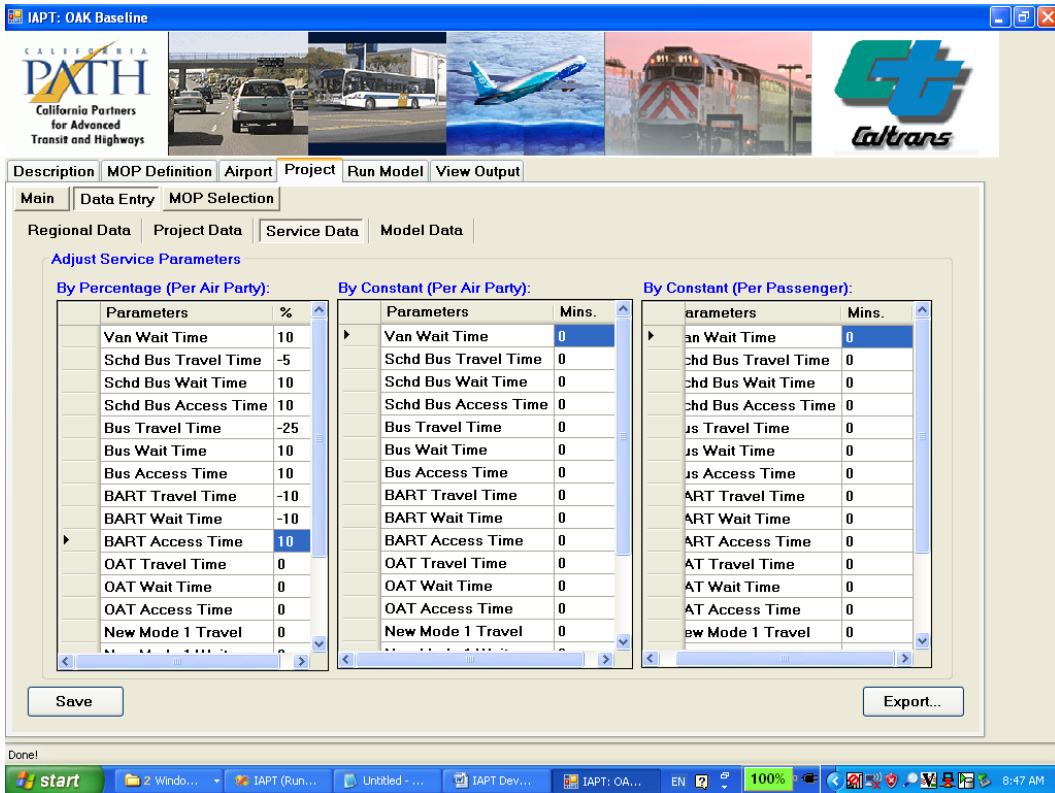 IAPT: OAK Baseline
CALIFORNIA
PATH
California Partners
for Advanced
Transit and Highways
911 911
Caltrans
Description MOP Definition Airport Project Run Model View Output
Main Data Entry MOP Selection
Regional Data Project Data Service Data Model Data
Adjust Service Parameters
By Percentage (Per Air Party):
Parameters %
Van Wait Time 10
Schd Bus Travel Time -5
Schd Bus Wait Time 10
Schd Bus Access Time 10
Bus Travel Time -25
Bus Wait Time 10
Bus Access Time 10
BART Travel Time -10
BART Wait Time -10
BART Access Time 10
OAT Travel Time 0
OAT Wait Time 0
OAT Access Time 0
New Mode 1 Travel 0
By Constant (Per Air Party):
Parameters Mins.
Van Wait Time 0
Schd Bus Travel Time 0
Schd Bus Wait Time 0
Schd Bus Access Time 0
Bus Travel Time 0
Bus Wait Time 0
Bus Access Time 0
BART Travel Time 0
BART Wait Time 0
BART Access Time 0
OAT Travel Time 0
OAT Wait Time 0
OAT Access Time 0
New Mode 1 Travel 0
By Constant (Per Passenger):
arameters Mins.
an Wait Time 0
chd Bus Travel Time 0
chd Bus Wait Time 0
chd Bus Access Time 0
us Travel Time 0
us Wait Time 0
us Access Time 0
ART Travel Time 0
ART Wait Time 0
ART Access Time 0
AT Travel Time 0
AT Wait Time 0
AT Access Time 0
ew Mode 1 Travel 0
Save Export...
Done!
start 2 Windo... IAPT (Run... Untitled - ... IAPT Dev... IAPT: OA... EN 100% 8:47 AM